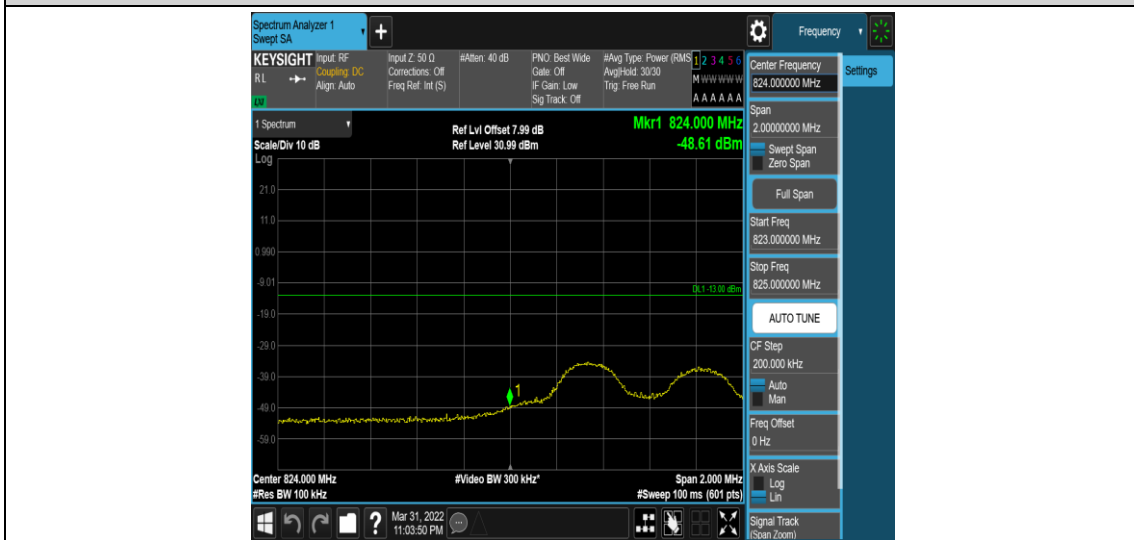 Spectrum Analyzer 1
Swept SA
+
Frequency
KEYSIGHT
RL
Input: RF
Coupling: DC
Align: Auto
Input Z: 50 Ω
Corrections: Off
Freq Ref: Int (S)
#Atten: 40 dB
PNO: Best Wide
Gate: Off
IF Gain: Low
Sig Track: Off
#Avg Type: Power (RMS
Avg|Hold: 30/30
Trig: Free Run
1 2 3 4 5 6
M W W W W W
A A A A A A
LXI
1 Spectrum
Scale/Div 10 dB
Log
Ref Lvl Offset 7.99 dB
Ref Level 30.99 dBm
Mkr1 824.000 MHz
-48.61 dBm
21.0
11.0
0.990
-9.01
DL1 -13.00 dBm
-19.0
-29.0
-39.0
1
-49.0
-59.0
Center 824.000 MHz
#Res BW 100 kHz
#Video BW 300 kHz*
Span 2.000 MHz
#Sweep 100 ms (601 pts)
?
Mar 31, 2022
11:03:50 PM
Center Frequency
824.000000 MHz
Settings
Span
2.00000000 MHz
Swept Span
Zero Span
Full Span
Start Freq
823.000000 MHz
Stop Freq
825.000000 MHz
AUTO TUNE
CF Step
200.000 kHz
Auto
Man
Freq Offset
0 Hz
X Axis Scale
Log
Lin
Signal Track
(Span Zoom)